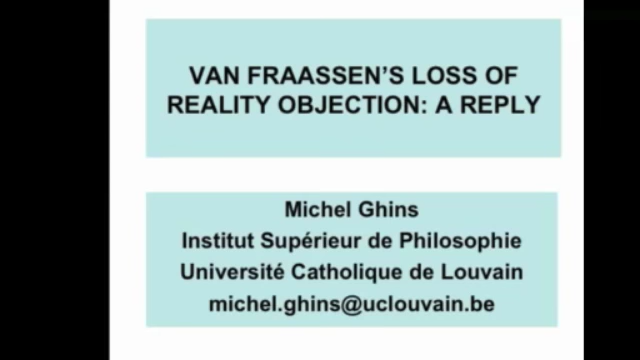 VAN FRAASSEN’S LOSS OF
REALITY OBJECTION: A REPLY
Michel Ghins
Institut Supérieur de Philosophie
Université Catholique de Louvain
michel.ghins@uclouvain.be